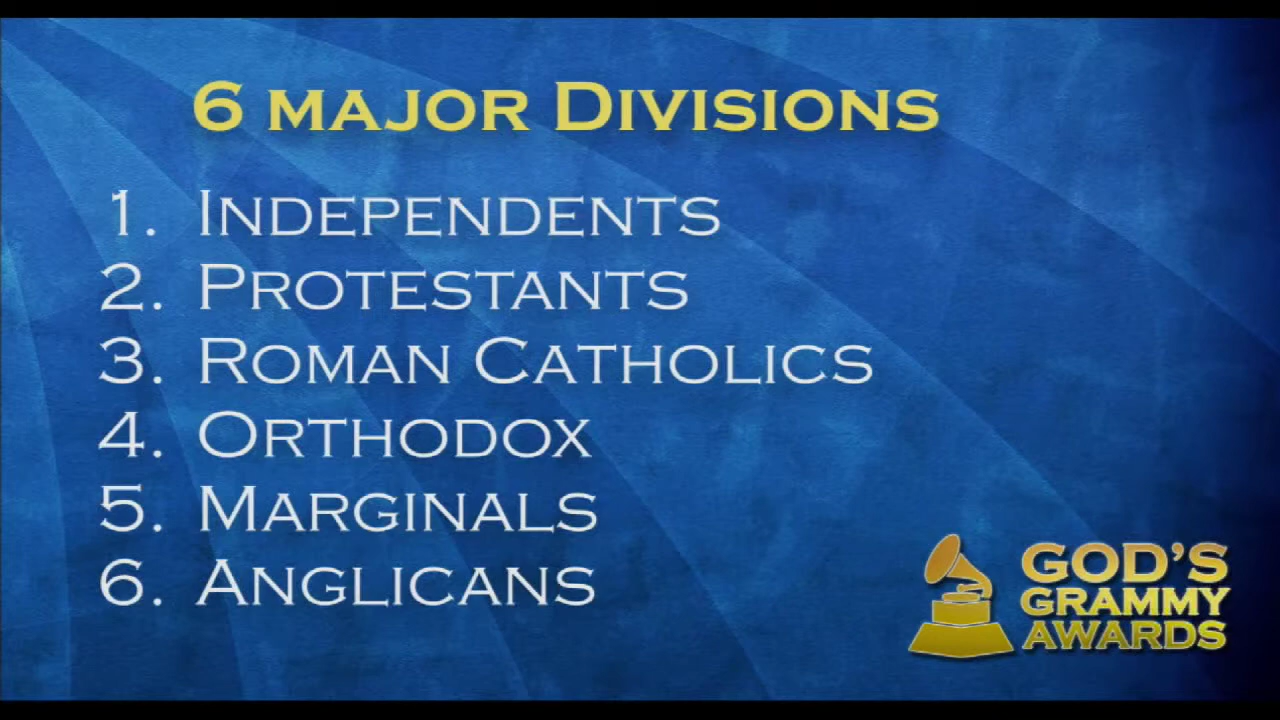 6 MAJOR DIVISIONS
1. INDEPENDENTS
2. PROTESTANTS
3. ROMAN CATHOLICS
4. ORTHODOX
5. MARGINALS
6. ANGLICANS
GOD'S
GRAMMY
AWARDS